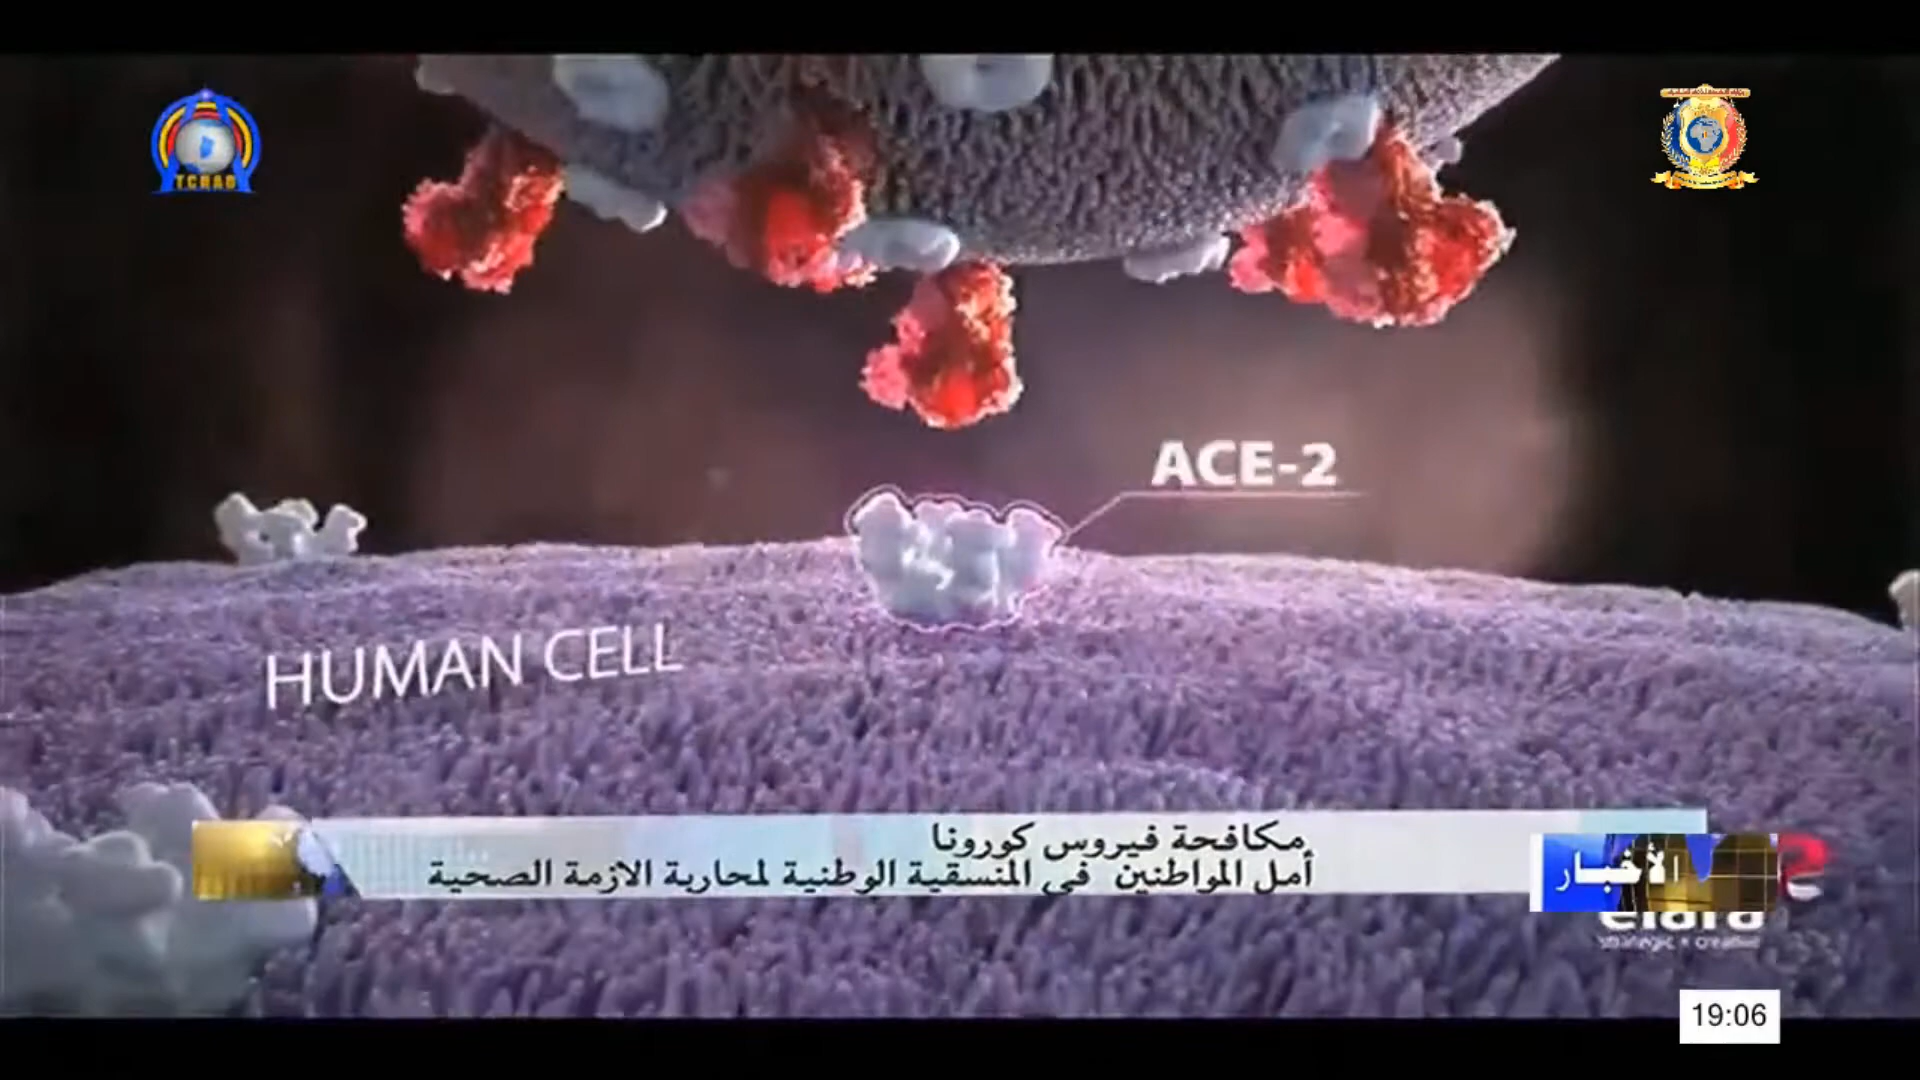 TCHAD
ACE-2
HUMAN CELL
مكافحة فيروس كورونا
أمل المواطنين في المنسقية الوطنية لمحاربة الازمة الصحية
الأخبار
elara
strategic • creative
19:06